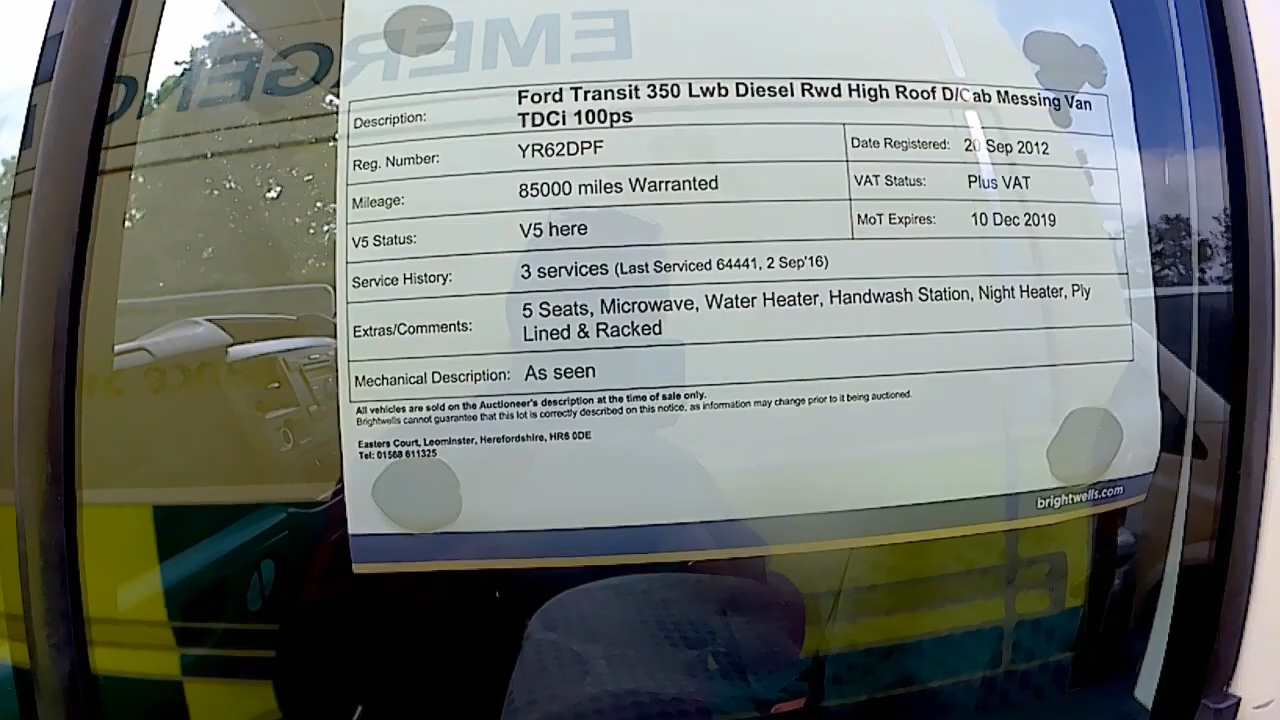 EMERGENC
Description: Ford Transit 350 Lwb Diesel Rwd High Roof D/Cab Messing Van
TDCi 100ps
Reg. Number: YR62DPF Date Registered: 20 Sep 2012
Mileage: 85000 miles Warranted VAT Status: Plus VAT
V5 Status: V5 here MoT Expires: 10 Dec 2019
Service History: 3 services (Last Serviced 64441, 2 Sep'16)
Extras/Comments: 5 Seats, Microwave, Water Heater, Handwash Station, Night Heater, Ply
Lined & Racked
Mechanical Description: As seen
All vehicles are sold on the Auctioneer's description at the time of sale only.
Brightwells cannot guarantee that this lot is correctly described on this notice, as information may change prior to it being auctioned.
Easters Court, Leominster, Herefordshire, HR6 0DE
Tel: 01568 611325
brightwells.com